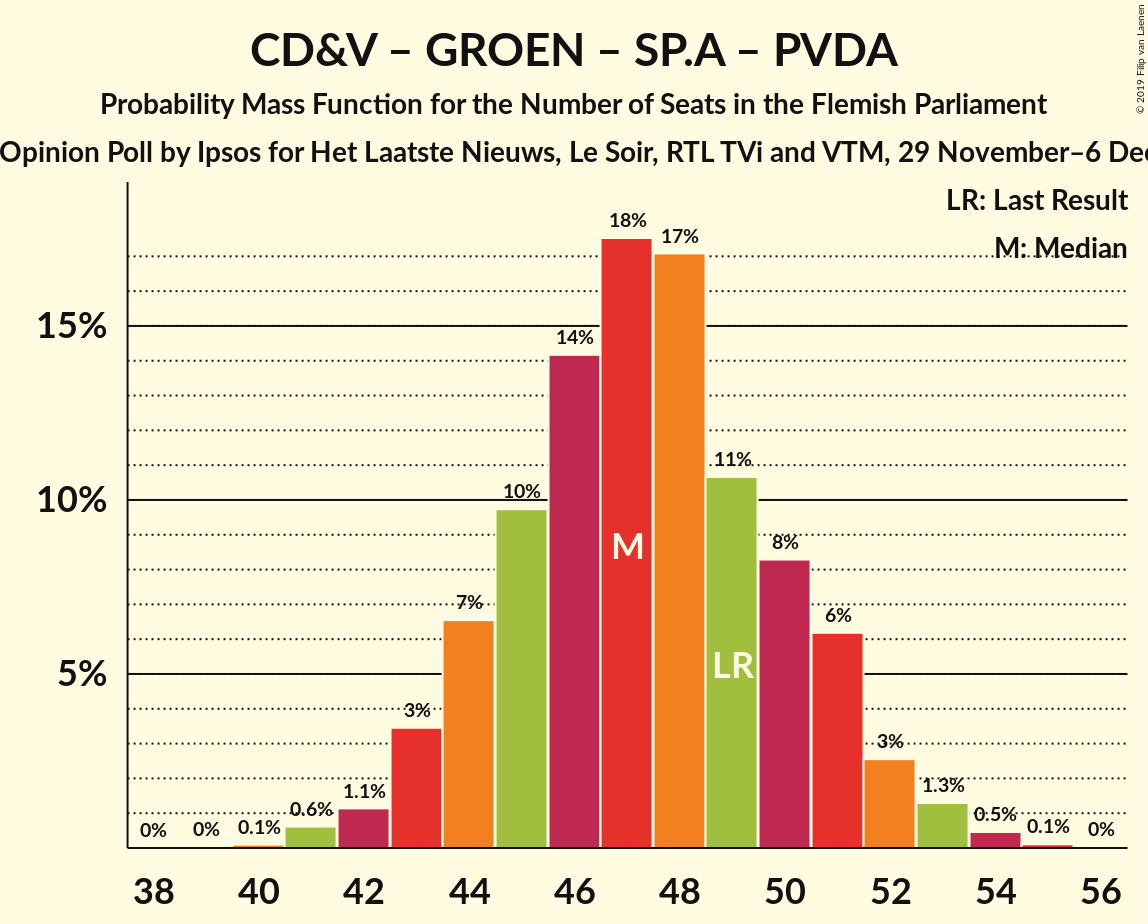 CD&V – GROEN – SP.A – PVDA
Probability Mass Function for the Number of Seats in the Flemish Parliament
Opinion Poll by Ipsos for Het Laatste Nieuws, Le Soir, RTL TVi and VTM, 29 November–6 Dec
© 2019 Filip van Laenen
LR: Last Result
M: Median
15%
10%
5%
0% 0% 0.1% 0.6% 1.1% 3% 7% 10% 14% 18% 17% 11% 8% 6% 3% 1.3% 0.5% 0.1% 0%
M
LR
38 40 42 44 46 48 50 52 54 56